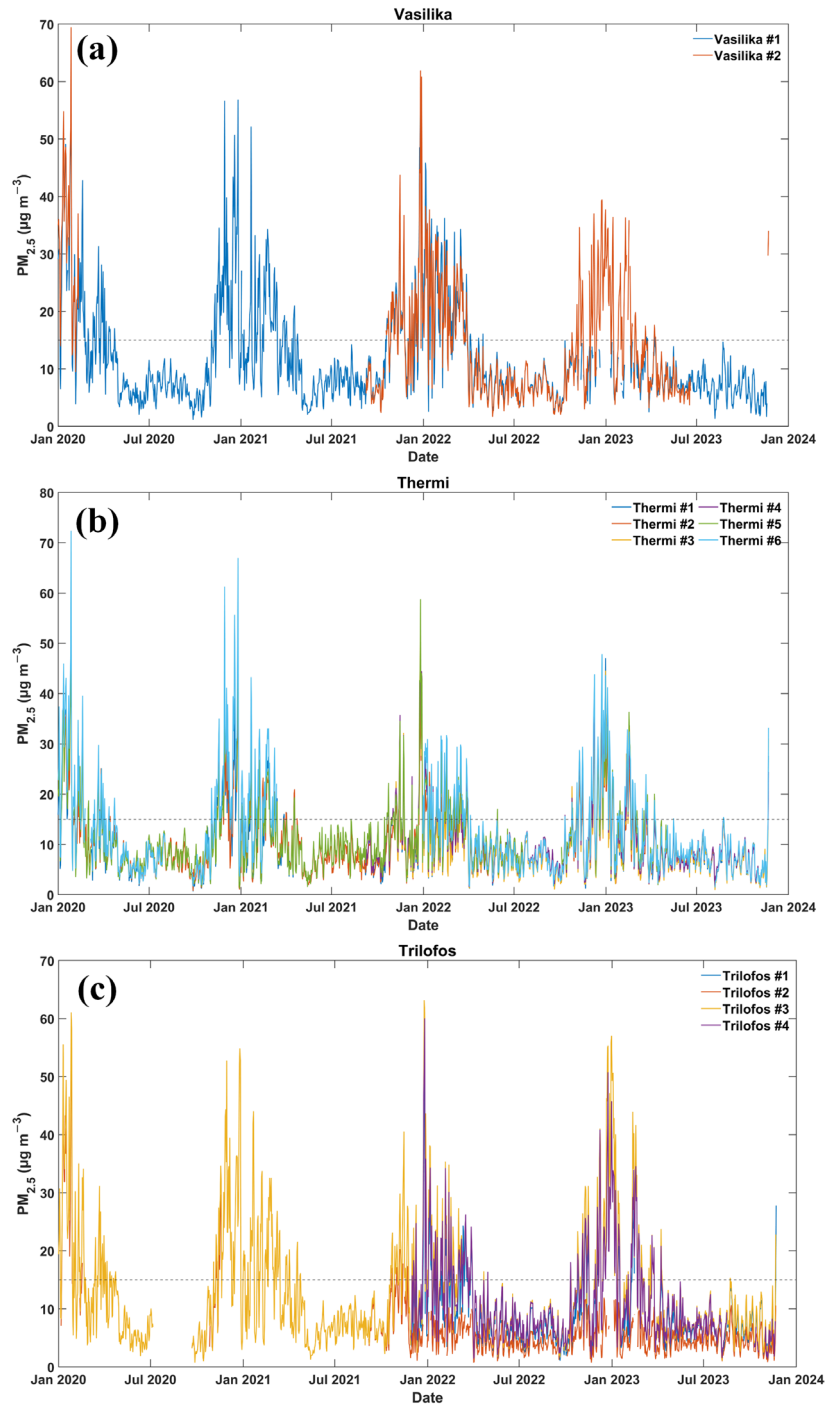 Vasilika
(a)
Vasilika #1
Vasilika #2
70
60
50
40
30
20
10
0
PM2.5 (μg m−3)
Jan 2020 Jul 2020 Jan 2021 Jul 2021 Jan 2022 Jul 2022 Jan 2023 Jul 2023 Jan 2024
Date
Thermi
(b)
Thermi #1 Thermi #4
Thermi #2 Thermi #5
Thermi #3 Thermi #6
80
70
60
50
40
30
20
10
0
PM2.5 (μg m−3)
Jan 2020 Jul 2020 Jan 2021 Jul 2021 Jan 2022 Jul 2022 Jan 2023 Jul 2023 Jan 2024
Date
Trilofos
(c)
Trilofos #1
Trilofos #2
Trilofos #3
Trilofos #4
70
60
50
40
30
20
10
0
PM2.5 (μg m−3)
Jan 2020 Jul 2020 Jan 2021 Jul 2021 Jan 2022 Jul 2022 Jan 2023 Jul 2023 Jan 2024
Date